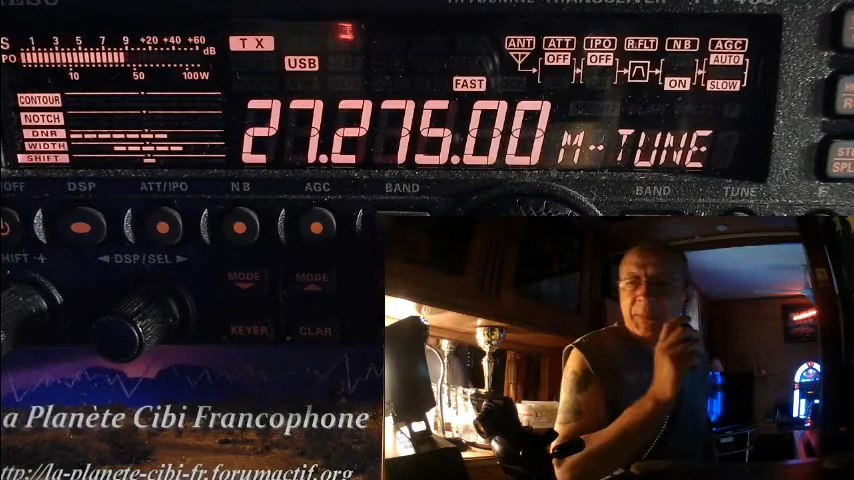 S 1 3 5 7 9 +20 +40 +60 dB
PO 10 50 100W
TX
USB
FAST
ANT ATT IPO R.FLT NB AGC
OFF OFF AUTO
ON SLOW
CONTOUR
NOTCH
DNR
WIDTH
SHIFT
27.275.00 M-TUNE
OFF DSP ATT/IPO NB AGC BAND BAND TUNE
SHIFT + ◄DSP/SEL► MODE MODE
KEYER CLAR
a Planète Cibi Francophone
ttp://la-planete-cibi-fr.forumactif.org